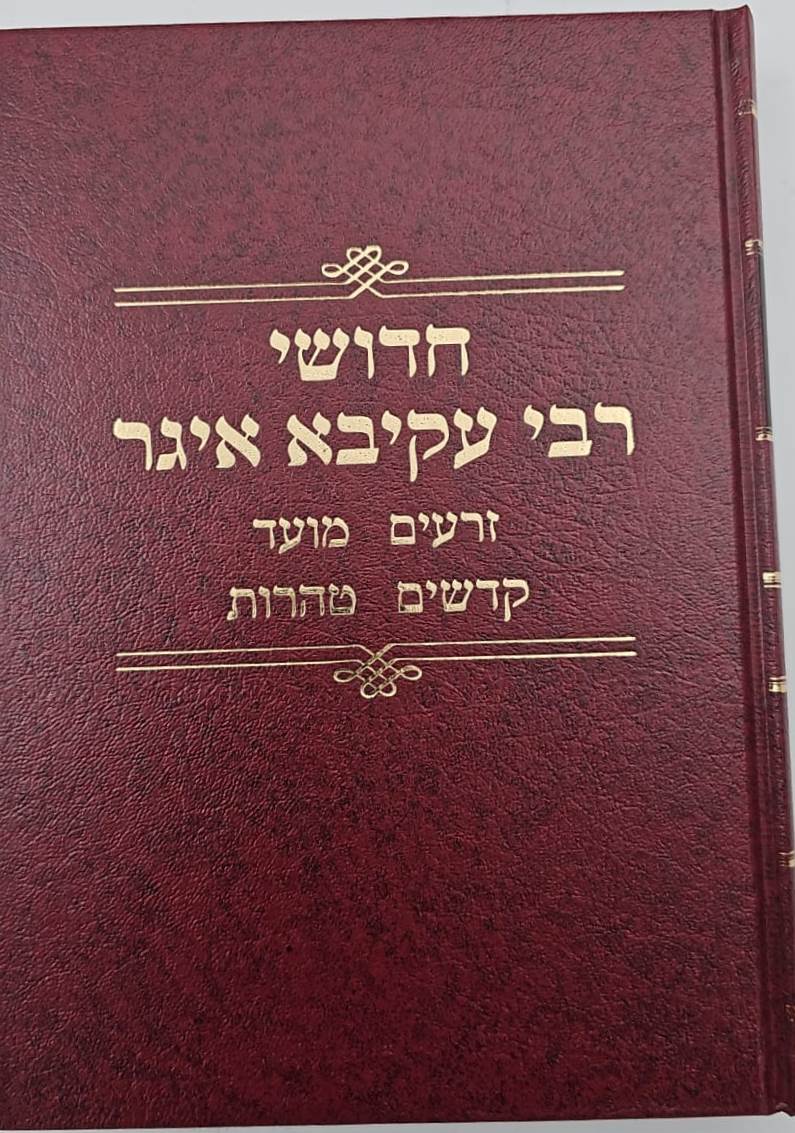 חדושי
רבי עקיבא איגר
זרעים מועד
קדשים טהרות